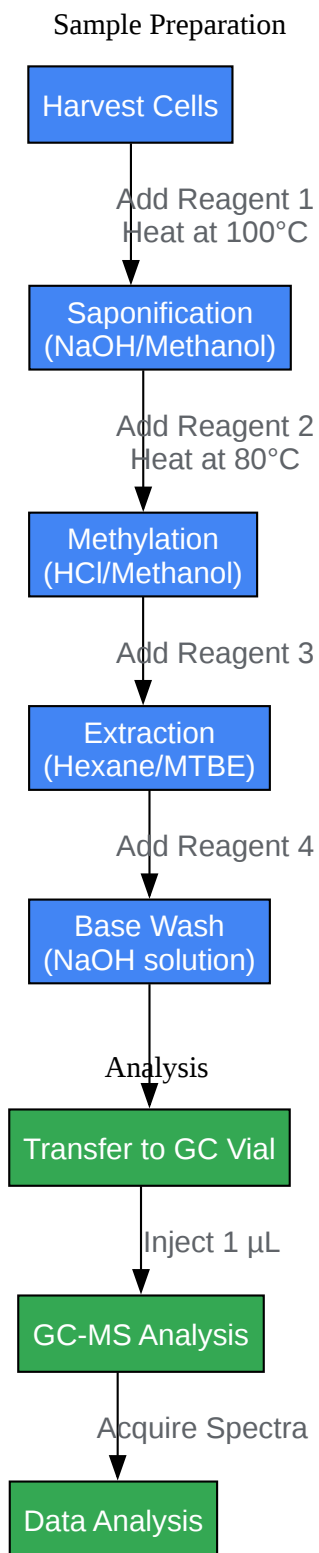 Sample Preparation
Harvest Cells
Add Reagent 1
Heat at 100°C
Saponification
(NaOH/Methanol)
Add Reagent 2
Heat at 80°C
Methylation
(HCl/Methanol)
Add Reagent 3
Extraction
(Hexane/MTBE)
Add Reagent 4
Base Wash
(NaOH solution)
Analysis
Transfer to GC Vial
Inject 1 µL
GC-MS Analysis
Acquire Spectra
Data Analysis